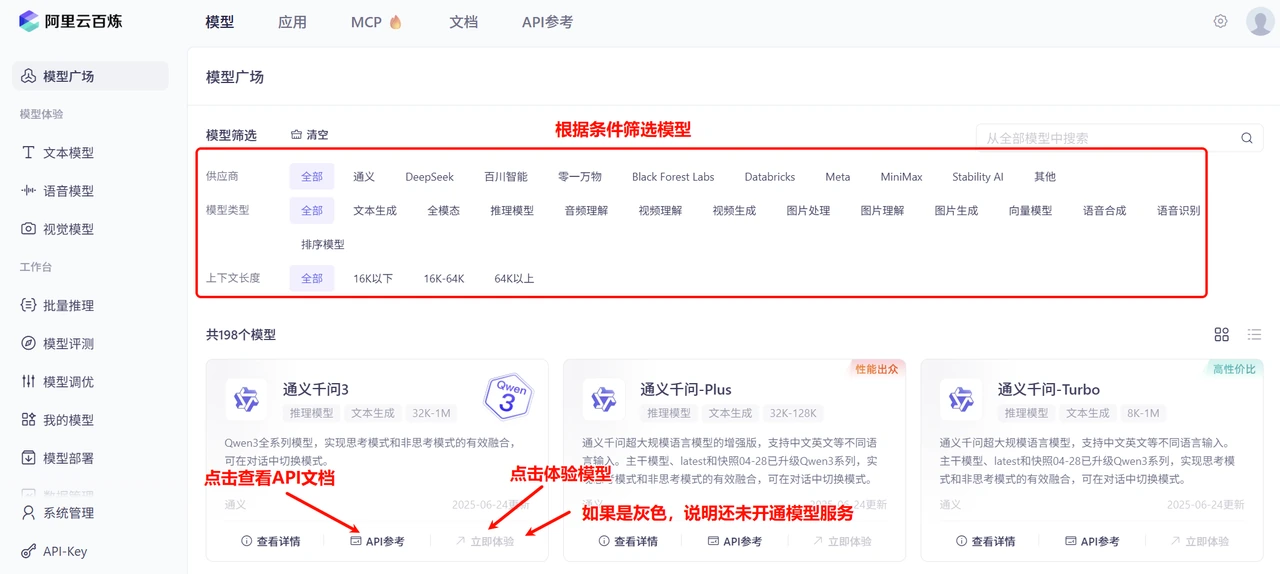 阿里云百炼
模型 应用 MCP 文档 API参考
模型广场
模型体验
文本模型
语音模型
视觉模型
工作台
批量推理
模型评测
模型调优
我的模型
模型部署
数据管理
系统管理
API-Key
模型广场
根据条件筛选模型
模型筛选 清空
从全部模型中搜索
供应商 全部 通义 DeepSeek 百川智能 零一万物 Black Forest Labs Databricks Meta MiniMax Stability AI 其他
模型类型 全部 文本生成 全模态 推理模型 音频理解 视频理解 视频生成 图片处理 图片理解 图片生成 向量模型 语音合成 语音识别
排序模型
上下文长度 全部 16K以下 16K-64K 64K以上
共198个模型
通义千问3
Qwen
3
推理模型 文本生成 32K-1M
Qwen3全系列模型，实现思考模式和非思考模式的有效融合，
可在对话中切换模式。
点击查看API文档
点击体验模型
通义 2025-06-24更新
如果是灰色，说明还未开通模型服务
查看详情 API参考 立即体验
性能出众
通义千问-Plus
推理模型 文本生成 32K-128K
通义千问超大规模语言模型的增强版，支持中文英文等不同语
言输入。主干模型、latest和快照04-28已升级Qwen3系列，实
模式和非思考模式的有效融合，可在对话中切换模式。
通义 2025-06-24更新
查看详情 API参考 立即体验
高性价比
通义千问-Turbo
推理模型 文本生成 8K-1M
通义千问超大规模语言模型，支持中文英文等不同语言输入。
主干模型、latest和快照04-28已升级Qwen3系列，实现思考模
式和非思考模式的有效融合，可在对话中切换模式。
通义 2025-06-24更新
查看详情 API参考 立即体验